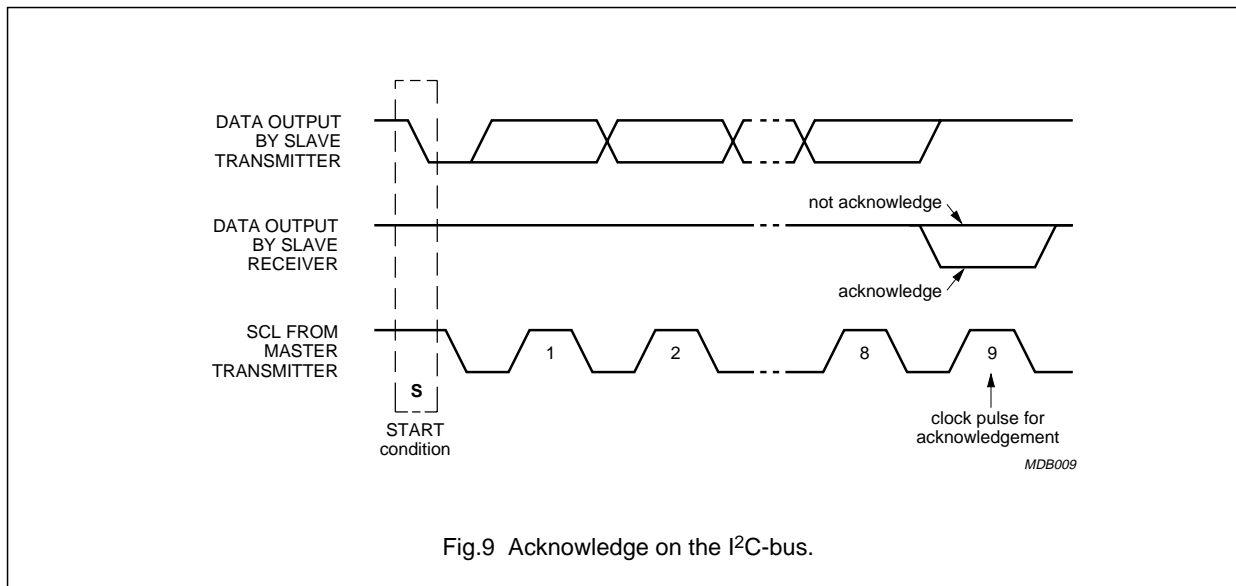 DATA OUTPUT
BY SLAVE
TRANSMITTER
not acknowledge
DATA OUTPUT
BY SLAVE
RECEIVER
acknowledge
SCL FROM
MASTER
TRANSMITTER
1
2
8
9
S
START
condition
clock pulse for
acknowledgement
MDB009
Fig.9 Acknowledge on the I²C-bus.